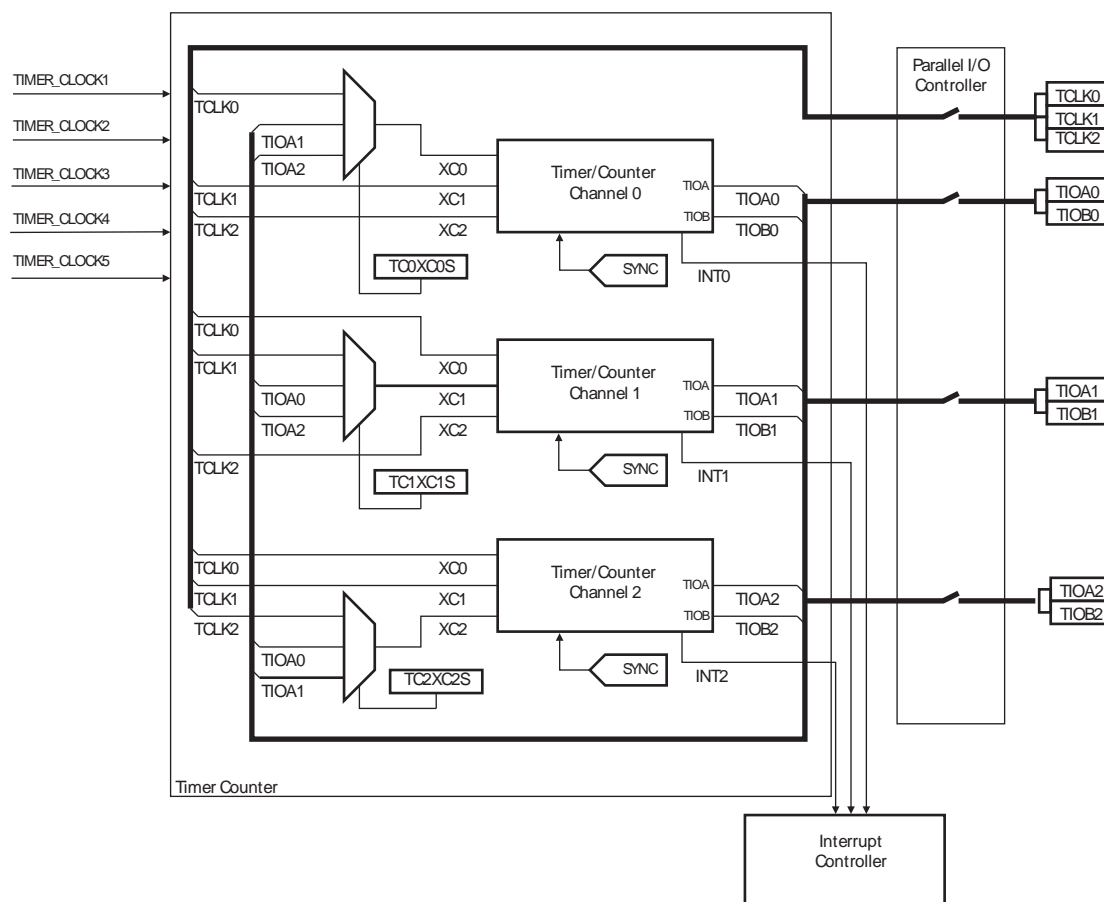 TIMER_CLOCK1
TIMER_CLOCK2
TIMER_CLOCK3
TIMER_CLOCK4
TIMER_CLOCK5
TCLK0
TIOA1
TIOA2
TCLK1
TCLK2
XC0
XC1
XC2
TC0XC0S
Timer/Counter
Channel 0
TIOA
TIOB
TIOA0
TIOB0
SYNC
INT0
TCLK0
TCLK1
TIOA0
TIOA2
TCLK2
XC0
XC1
XC2
TC1XC1S
Timer/Counter
Channel 1
TIOA
TIOB
TIOA1
TIOB1
SYNC
INT1
TCLK0
TCLK1
TCLK2
TIOA0
TIOA1
XC0
XC1
XC2
TC2XC2S
Timer/Counter
Channel 2
TIOA
TIOB
TIOA2
TIOB2
SYNC
INT2
Timer Counter
Parallel I/O
Controller
TCLK0
TCLK1
TCLK2
TIOA0
TIOB0
TIOA1
TIOB1
TIOA2
TIOB2
Interrupt
Controller